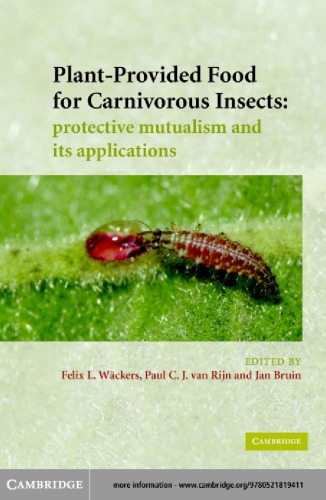 Plant-Provided Food
for Carnivorous Insects:
protective mutualism and
its applications
EDITED BY
Felix L. Wäckers, Paul C. J. van Rijn and Jan Bruin
CAMBRIDGE
CAMBRIDGE
more information - www.cambridge.org/9780521819411